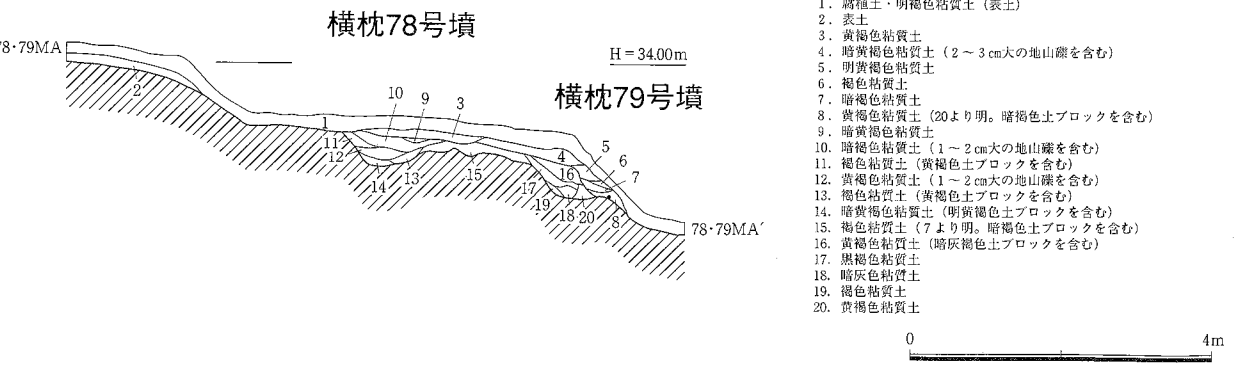 横枕78号墳
78・79MA
H = 34.00m
横枕79号墳
2
1
10
9
3
11
12
14
13
15
4
5
6
16
7
17
19
18
20
8
78・79MA´
1. 腐植土・明褐色粘質土（表土）
2. 表土
3. 黄褐色粘質土
4. 暗黄褐色粘質土（2～3㎝大の地山礫を含む）
5. 明黄褐色粘質土
6. 褐色粘質土
7. 暗褐色粘質土
8. 黄褐色粘質土（20より明。暗褐色土ブロックを含む）
9. 暗黄褐色粘質土
10. 暗褐色粘質土（1～2㎝大の地山礫を含む）
11. 褐色粘質土（黄褐色土ブロックを含む）
12. 黄褐色粘質土（1～2㎝大の地山礫を含む）
13. 褐色粘質土（黄褐色土ブロックを含む）
14. 暗黄褐色粘質土（明黄褐色土ブロックを含む）
15. 褐色粘質土（7より明。暗褐色土ブロックを含む）
16. 黄褐色粘質土（暗灰褐色土ブロックを含む）
17. 黒褐色粘質土
18. 暗灰色粘質土
19. 褐色粘質土
20. 黄褐色粘質土
0 4m